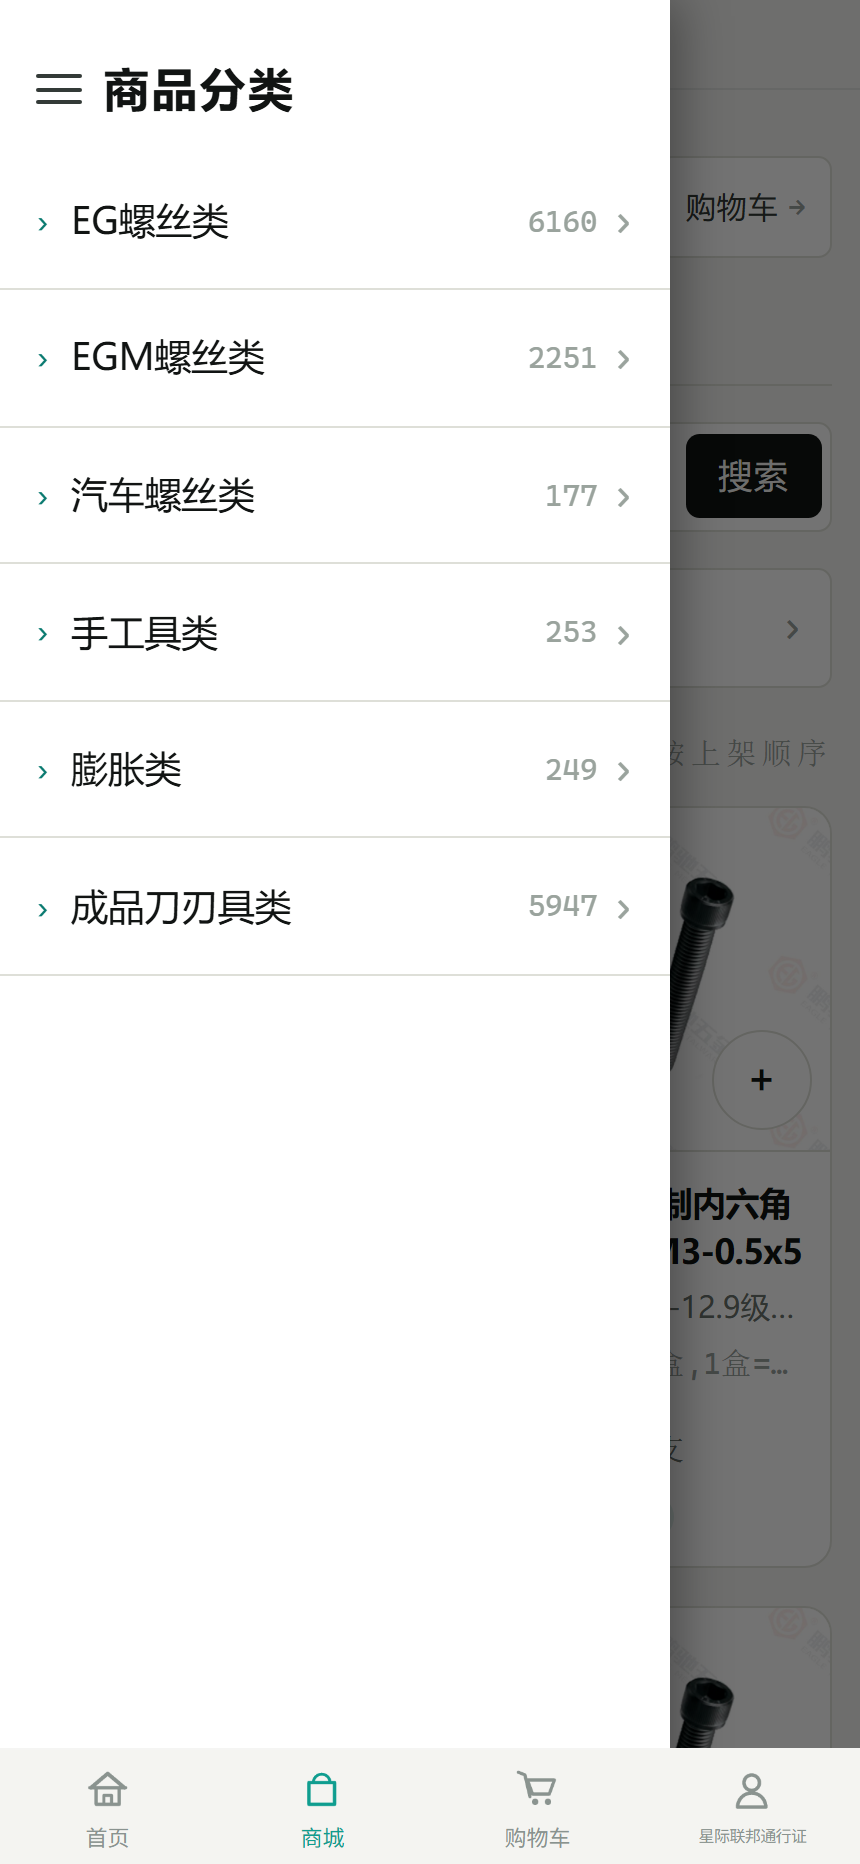 商品分类
› EG螺丝类 6160 ›
› EGM螺丝类 2251 ›
› 汽车螺丝类 177 ›
› 手工具类 253 ›
› 膨胀类 249 ›
› 成品刀刃具类 5947 ›
购物车 →
搜索
按上架顺序
+
制内六角
M3-0.5x5
-12.9级...
盒,1盒=...
首页
商城
购物车
星际联邦通行证